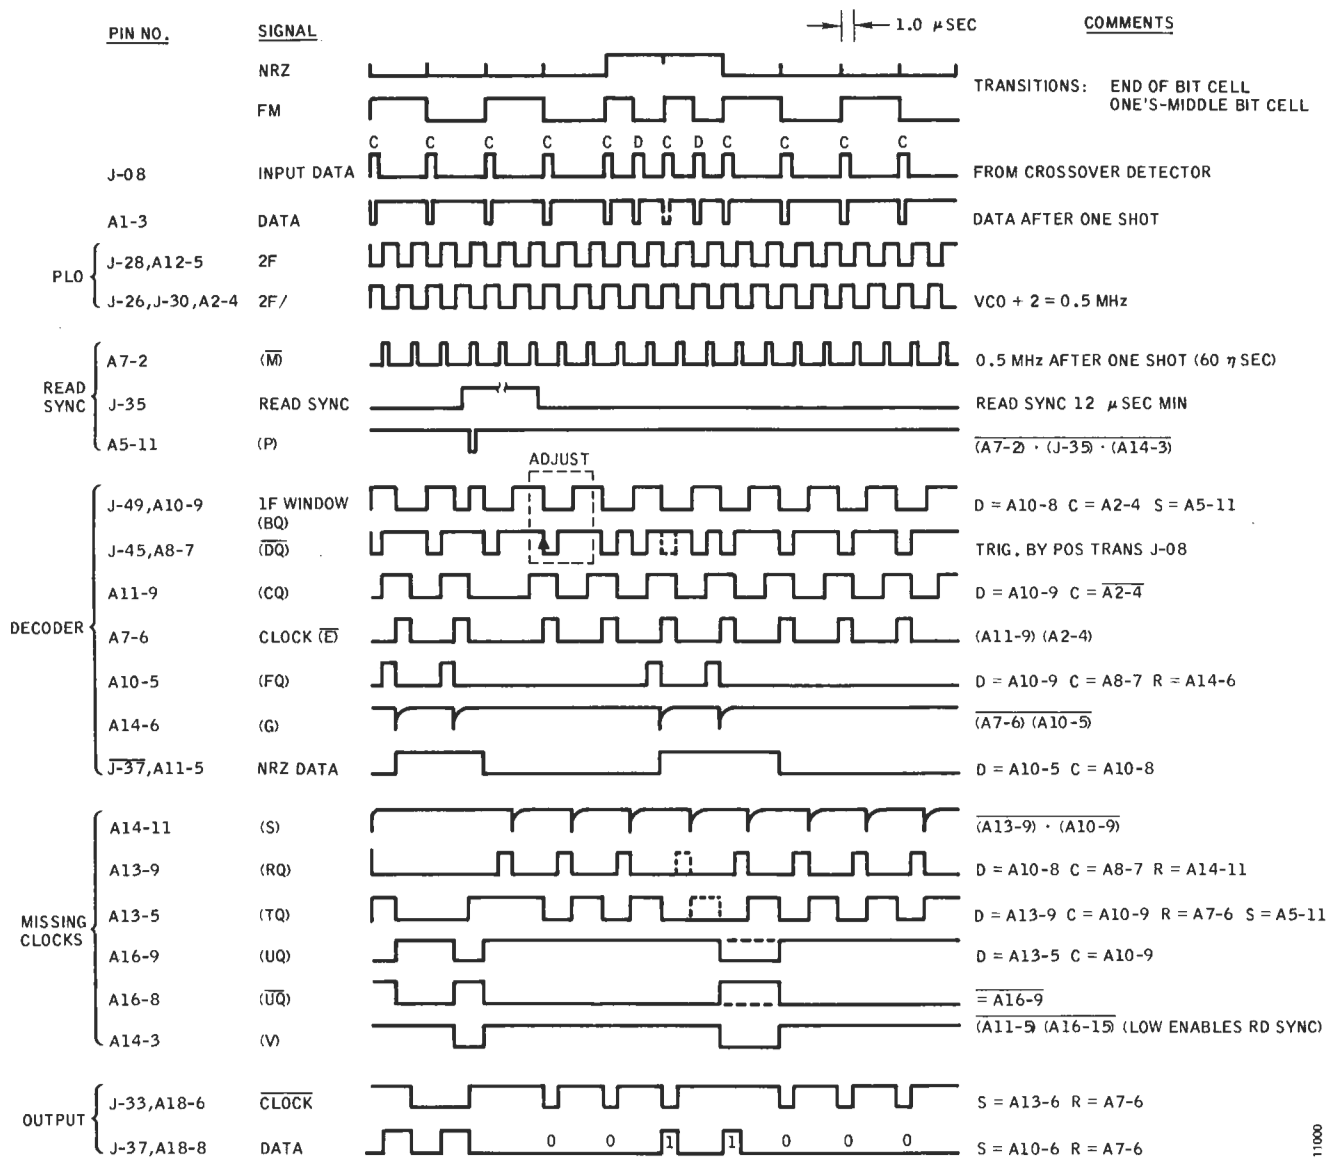 PIN NO. SIGNAL 1.0 µSEC COMMENTS
NRZ
TRANSITIONS: END OF BIT CELL
FM ONE'S-MIDDLE BIT CELL
C C C C C D C D C C C C
J-08 INPUT DATA FROM CROSSOVER DETECTOR
A1-3 DATA DATA AFTER ONE SHOT
PLO
J-28,A12-5 2F
J-26,J-30,A2-4 2F/ VCO + 2 = 0.5 MHz
READ SYNC
A7-2 (M) 0.5 MHz AFTER ONE SHOT (60 η SEC)
J-35 READ SYNC READ SYNC 12 µSEC MIN
A5-11 (P) (A7-2) · (J-35) · (A14-3)
ADJUST
DECODER
J-49,A10-9 1F WINDOW (BQ) D = A10-8 C = A2-4 S = A5-11
J-45,A8-7 (DQ) TRIG. BY POS TRANS J-08
A11-9 (CQ) D = A10-9 C = A2-4
A7-6 CLOCK (E) (A11-9) (A2-4)
A10-5 (FQ) D = A10-9 C = A8-7 R = A14-6
A14-6 (G) (A7-6) (A10-5)
J-37,A11-5 NRZ DATA D = A10-5 C = A10-8
MISSING CLOCKS
A14-11 (S) (A13-9) · (A10-9)
A13-9 (RQ) D = A10-8 C = A8-7 R = A14-11
A13-5 (TQ) D = A13-9 C = A10-9 R = A7-6 S = A5-11
A16-9 (UQ) D = A13-5 C = A10-9
A16-8 (UQ) = A16-9
A14-3 (V) (A11-5) (A16-15) (LOW ENABLES RD SYNC)
OUTPUT
J-33,A18-6 CLOCK S = A13-6 R = A7-6
J-37,A18-8 DATA 0 0 1 1 0 0 0 S = A10-6 R = A7-6
11000